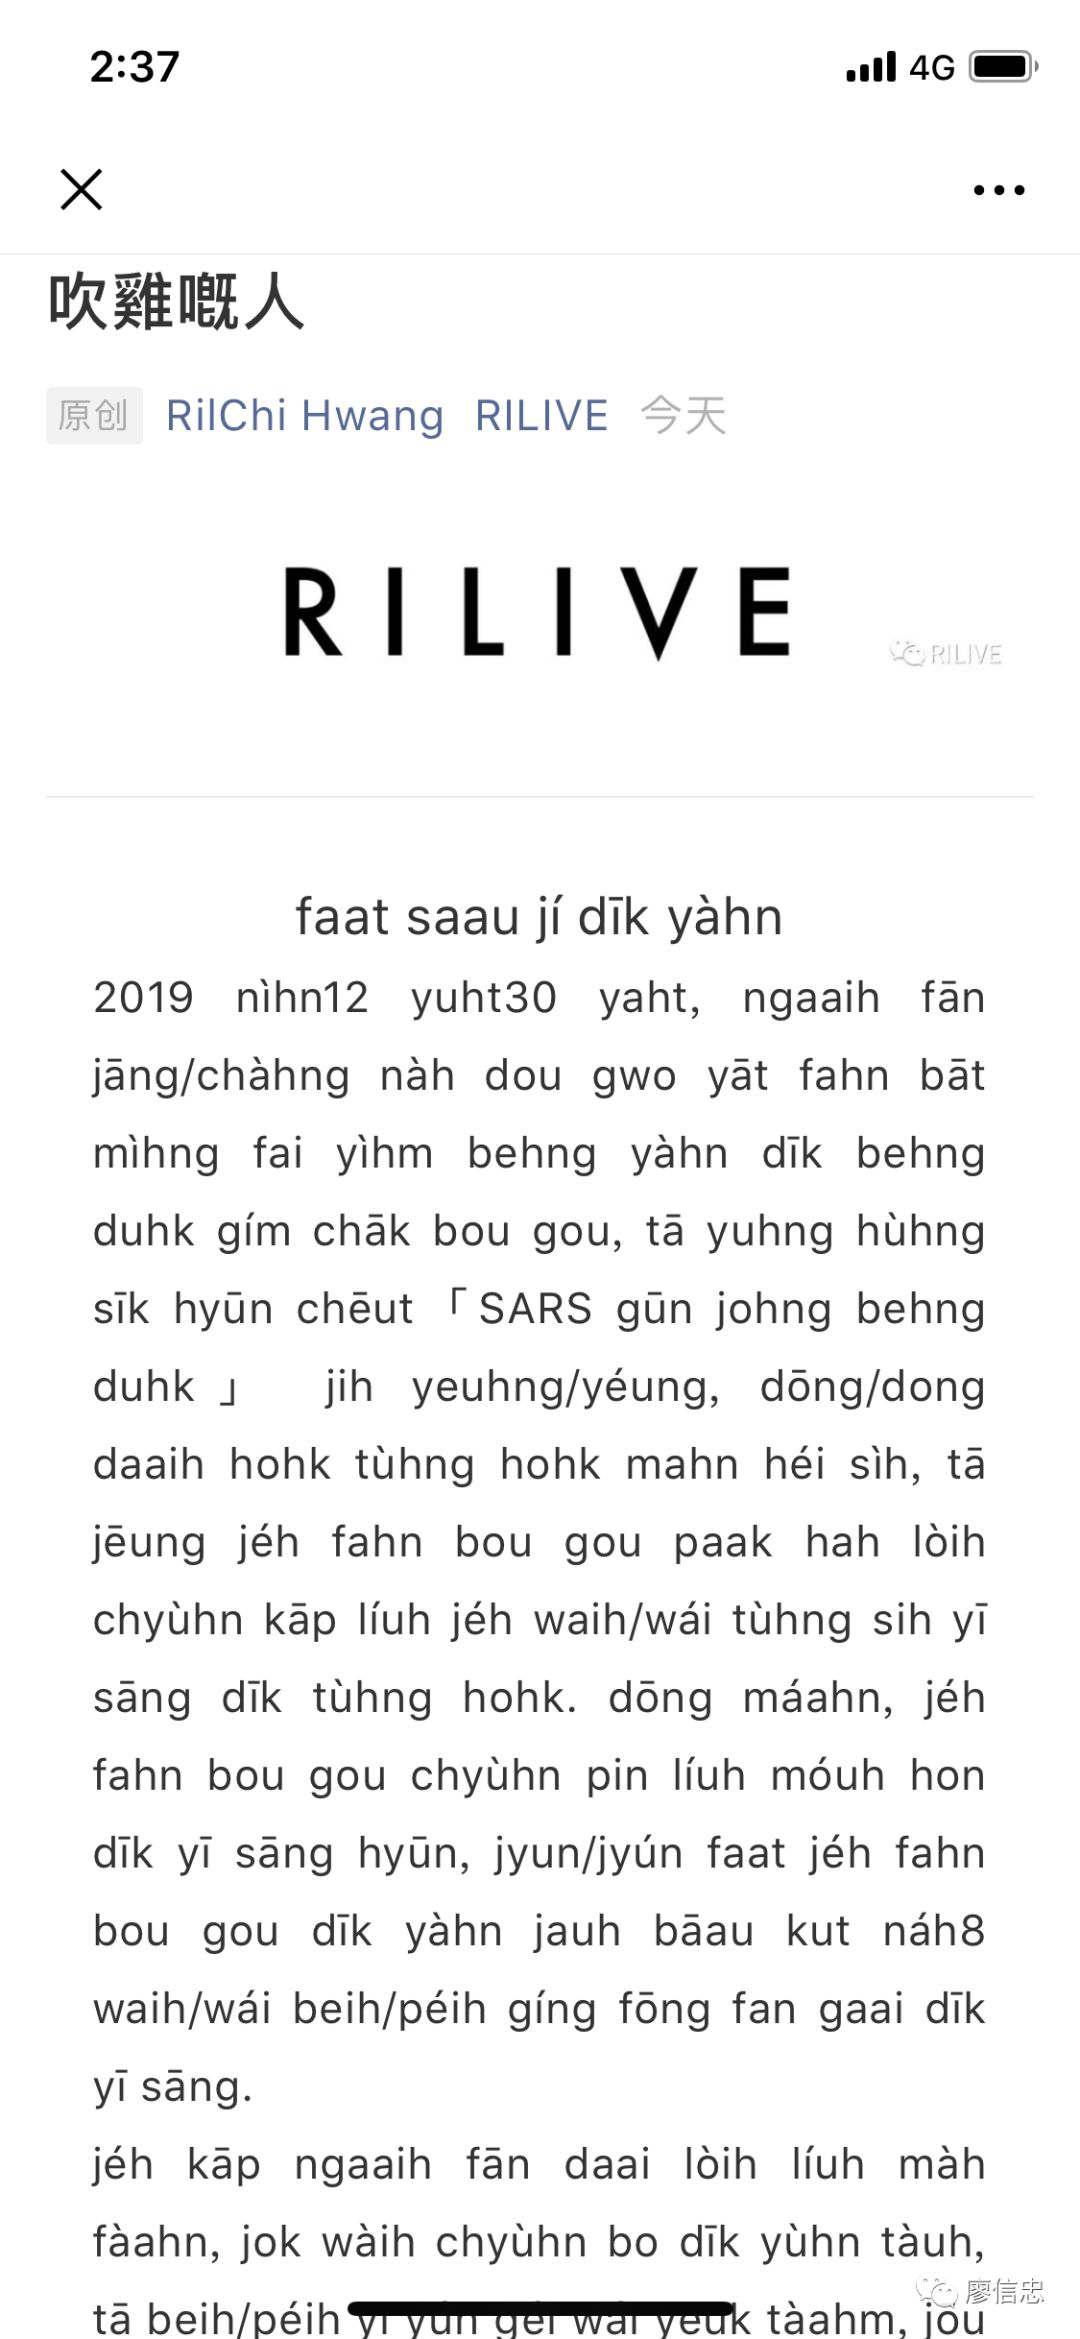 2:37
4G
吹雞嘅人
原创 RilChi Hwang RILIVE 今天
RILIVE
RILIVE
faat saau jí dīk yàhn
2019 nìhn12 yuht30 yaht, ngaaih fān
jāng/chàhng nàh dou gwo yāt fahn bāt
mìhng fai yìhm behng yàhn dīk behng
duhk gím chāk bou gou, tā yuhng hùhng
sīk hyūn chēut「SARS gūn johng behng
duhk」 jih yeuhng/yéung, dōng/dong
daaih hohk tùhng hohk mahn héi sìh, tā
jēung jéh fahn bou gou paak hah lòih
chyùhn kāp líuh jéh waih/wái tùhng sih yī
sāng dīk tùhng hohk. dōng máahn, jéh
fahn bou gou chyùhn pin líuh móuh hon
dīk yī sāng hyūn, jyun/jyún faat jéh fahn
bou gou dīk yàhn jauh bāau kut náh8
waih/wái beih/péih gíng fōng fan gaai dīk
yī sāng.
jéh kāp ngaaih fān daai lòih líuh màh
fàahn, jok wàih chyùhn bo dīk yùhn tàuh,
tā beih/péih tàahm, jou
廖信忠